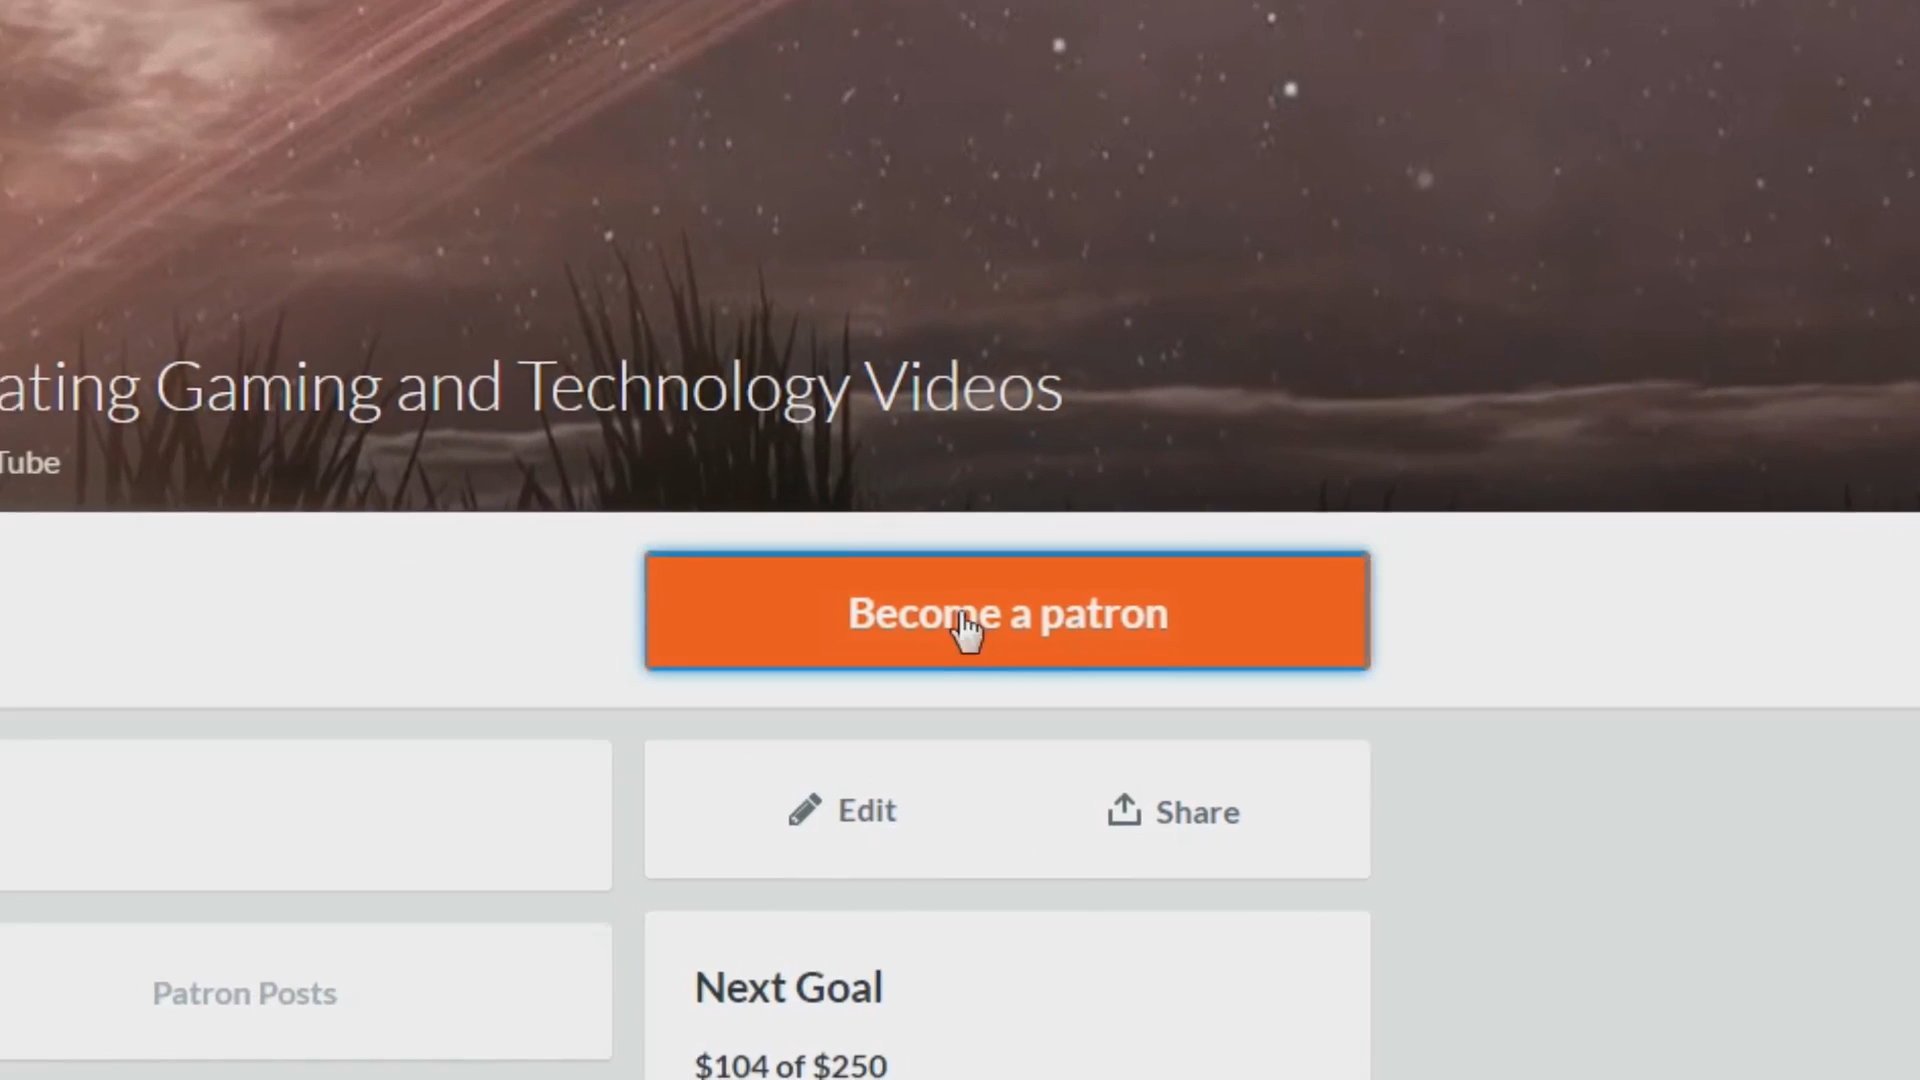 ating Gaming and Technology Videos
Tube
Become a patron
Edit
Share
Patron Posts
Next Goal
$104 of $250